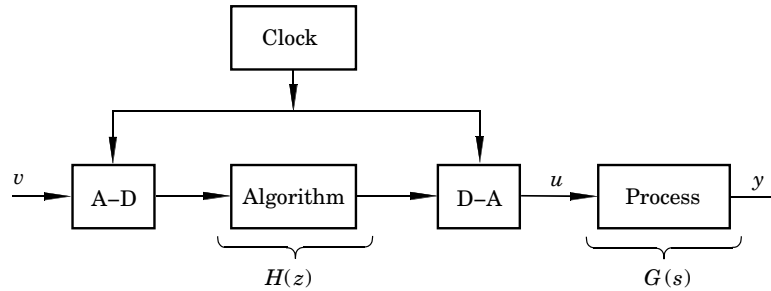 Clock
v
A–D
Algorithm
D–A
u
Process
y
H(z)
G(s)